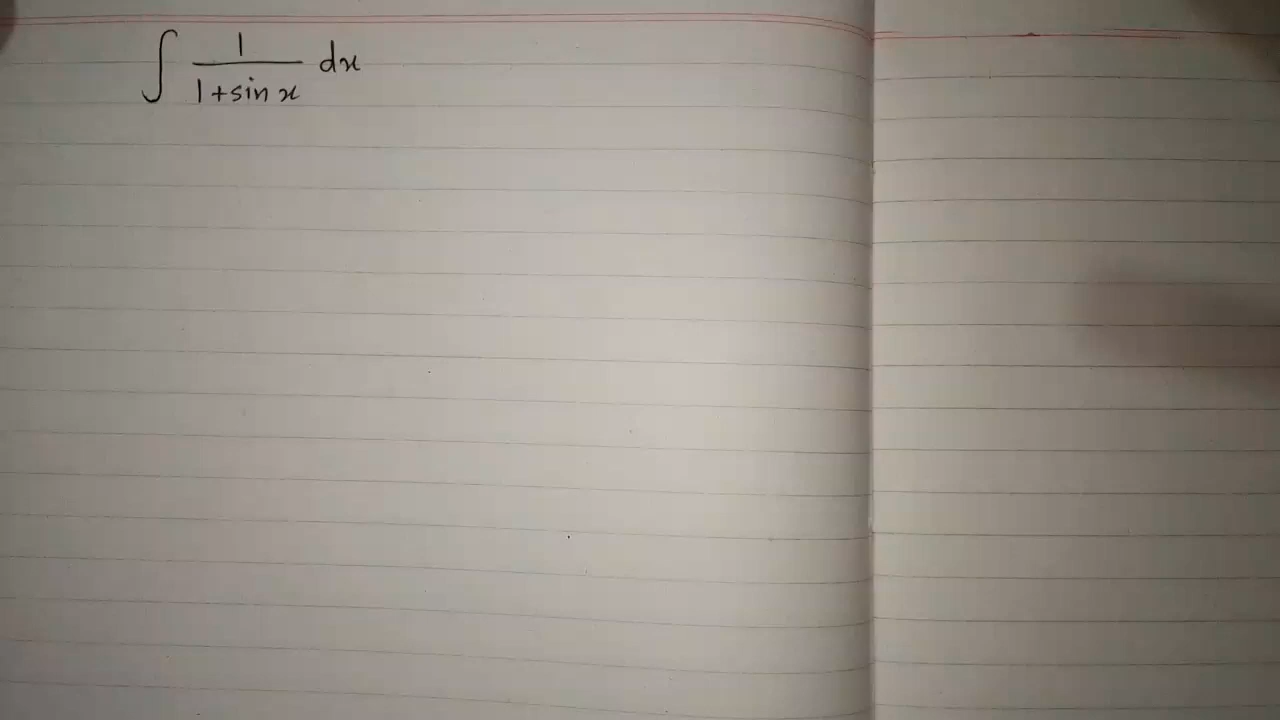 ∫ 1/(1+sin x) dx